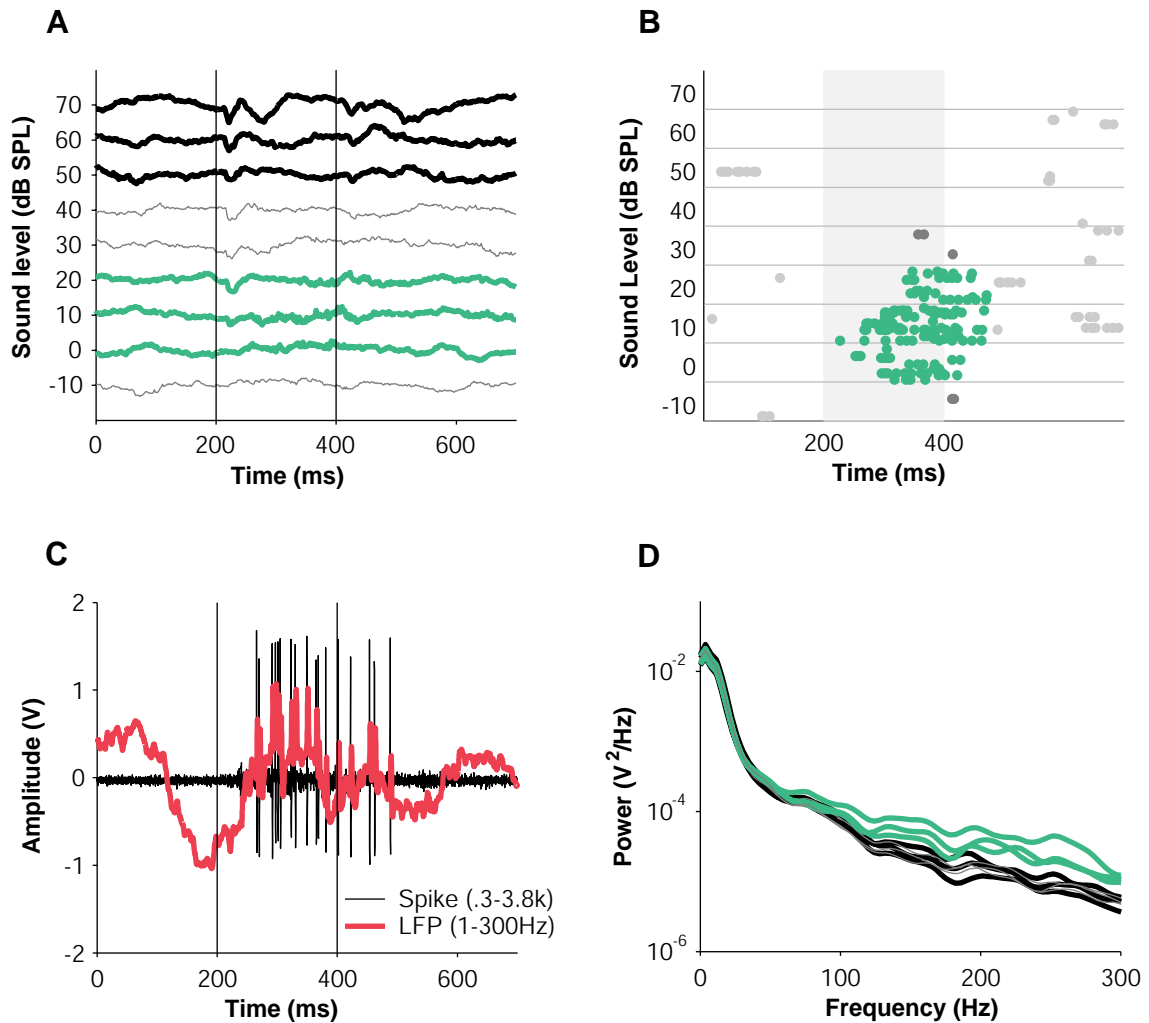 A
Sound level (dB SPL)
70
60
50
40
30
20
10
0
-10
0 200 400 600
Time (ms)
B
Sound Level (dB SPL)
70
60
50
40
30
20
10
0
-10
200 400
Time (ms)
C
Amplitude (V)
2
1
0
-1
-2
Spike (.3-3.8k)
LFP (1-300Hz)
0 200 400 600
Time (ms)
D
Power (V²/Hz)
10⁻²
10⁻⁴
10⁻⁶
0 100 200 300
Frequency (Hz)